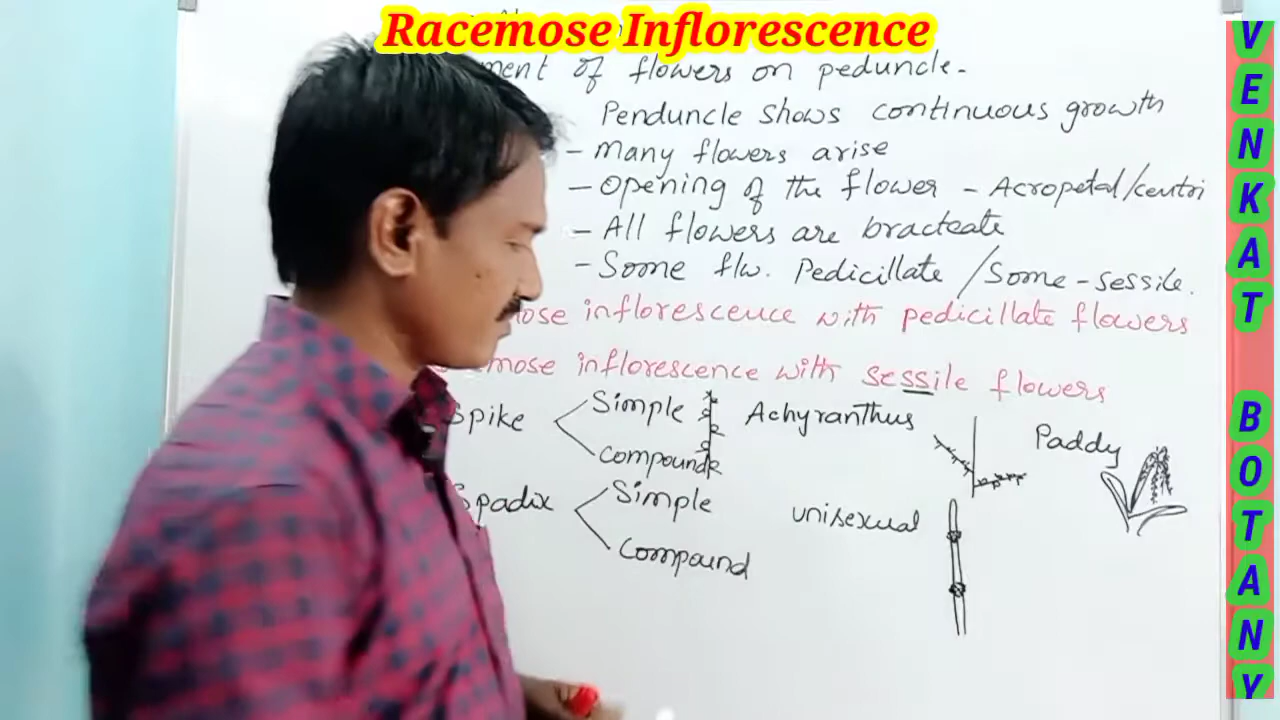 Racemose Inflorescence
ment of flowers on peduncle.
Penduncle shows continuous growth
- Many flowers arise
- Opening of the flower - Acropetal/centri
- All flowers are bracteate
- Some flw. Pedicillate / Some - sessile.
mose inflorescence with pedicillate flowers
mose inflorescence with sessile flowers
Spike Simple Achyranthus Paddy
compound
Spadix Simple unisexual
Compound
VENKAT BOTANY